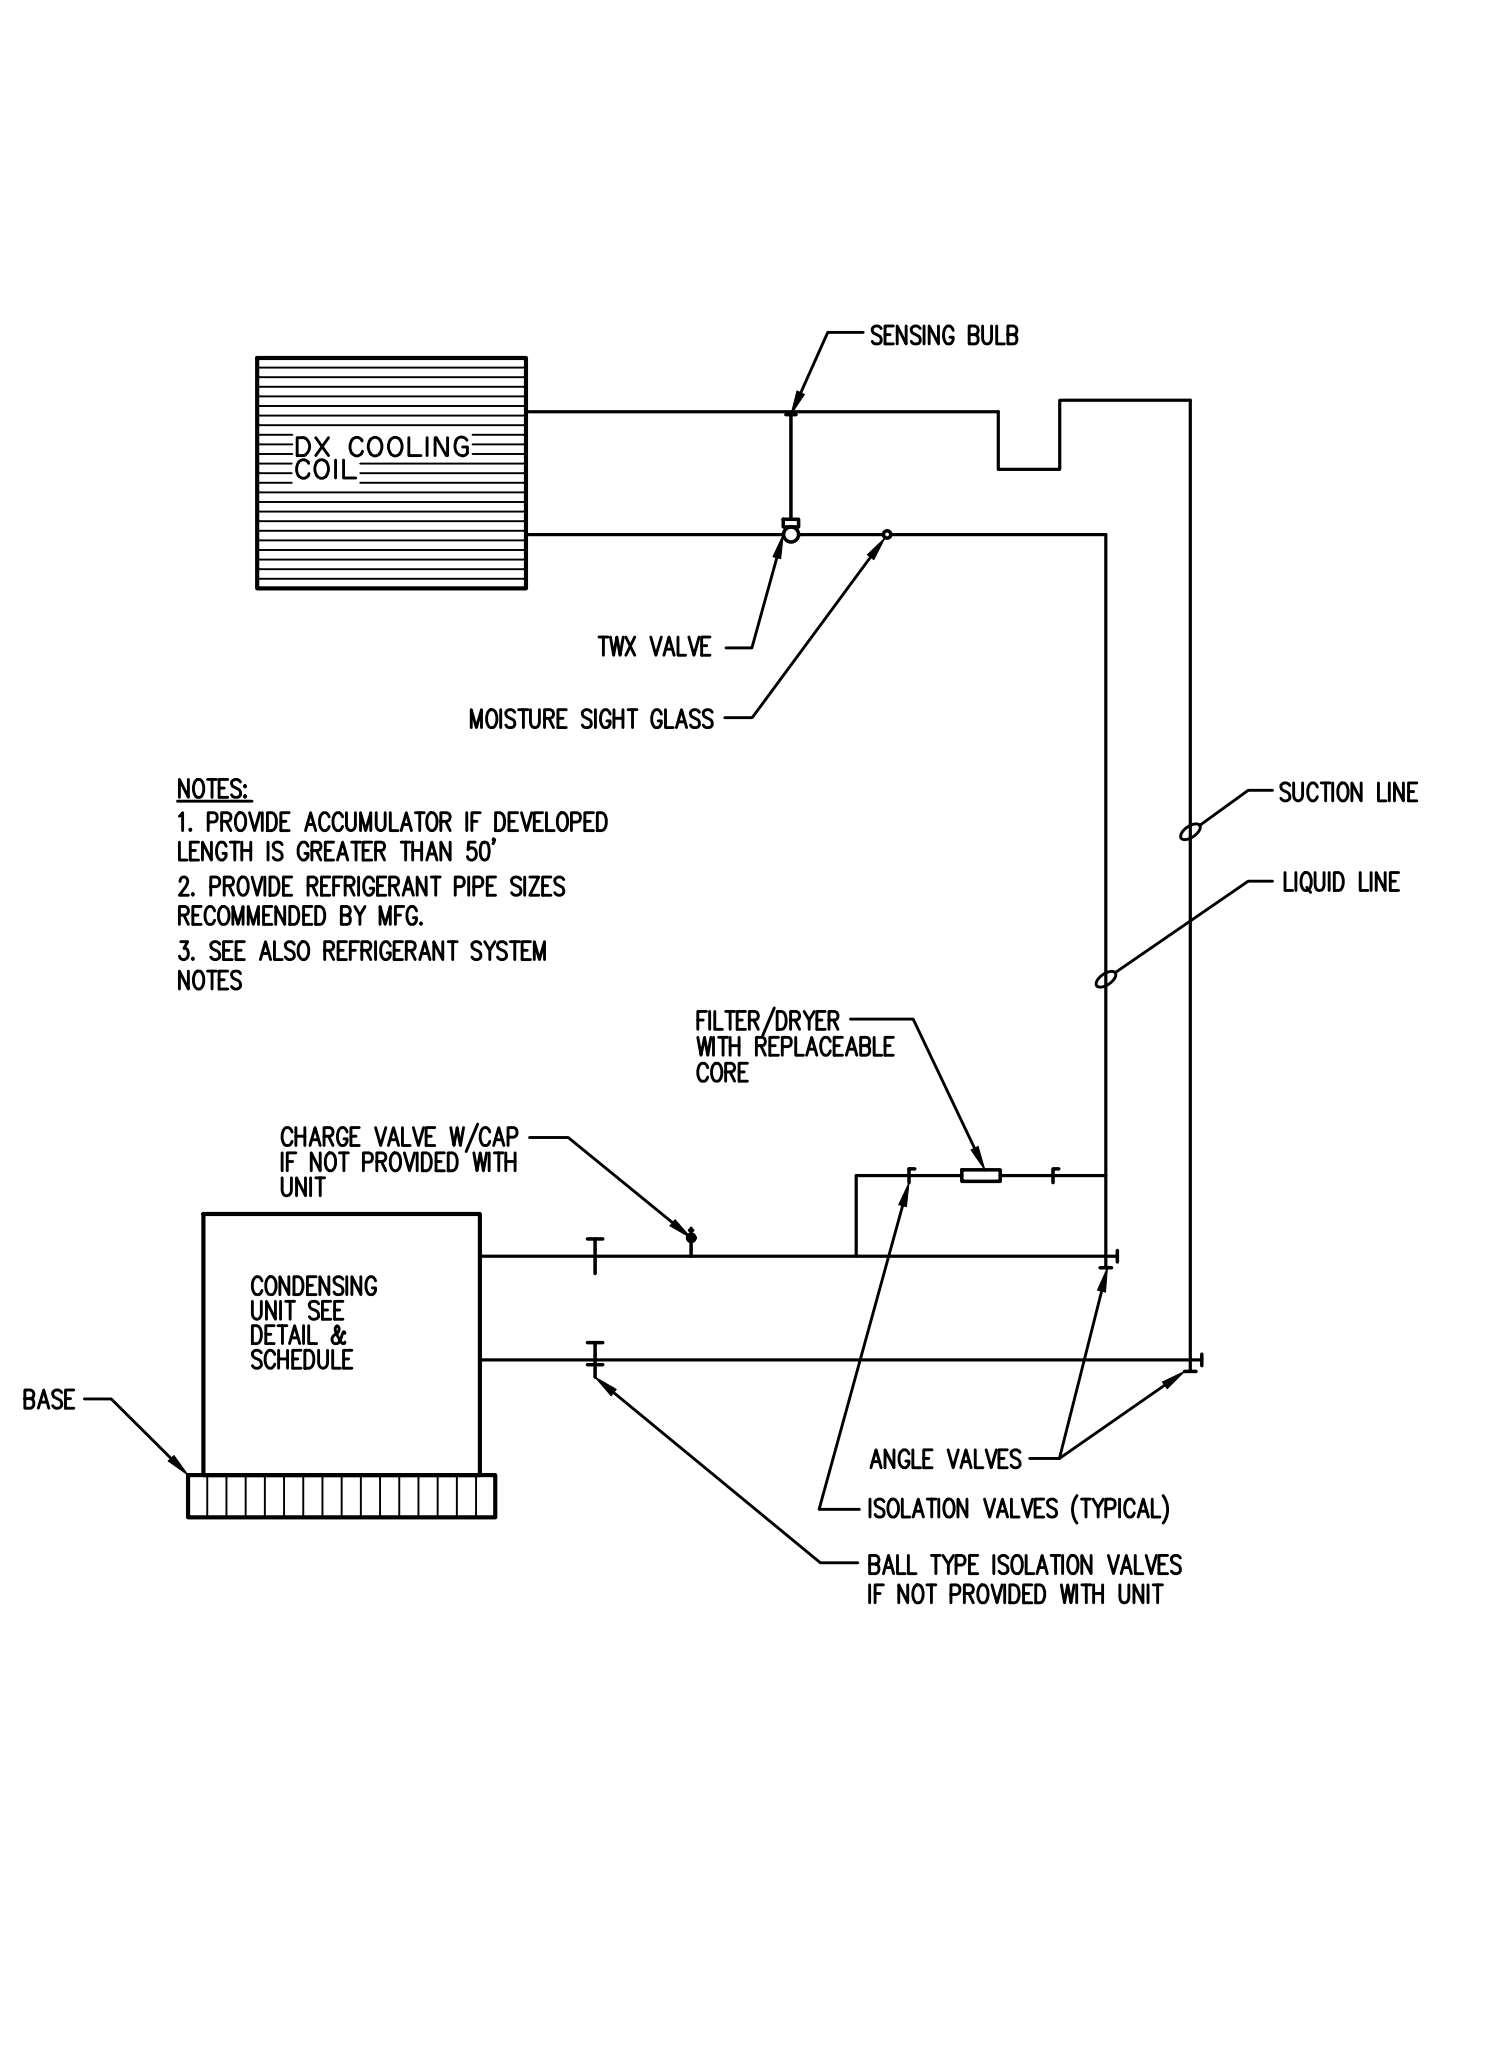 SENSING BULB
DX COOLING
COIL
TWX VALVE
MOISTURE SIGHT GLASS
NOTES:
1. PROVIDE ACCUMULATOR IF DEVELOPED
LENGTH IS GREATER THAN 50'
2. PROVIDE REFRIGERANT PIPE SIZES
RECOMMENDED BY MFG.
3. SEE ALSO REFRIGERANT SYSTEM
NOTES
SUCTION LINE
LIQUID LINE
FILTER/DRYER
WITH REPLACEABLE
CORE
CHARGE VALVE W/CAP
IF NOT PROVIDED WITH
UNIT
CONDENSING
UNIT SEE
DETAIL &
SCHEDULE
BASE
ANGLE VALVES
ISOLATION VALVES (TYPICAL)
BALL TYPE ISOLATION VALVES
IF NOT PROVIDED WITH UNIT